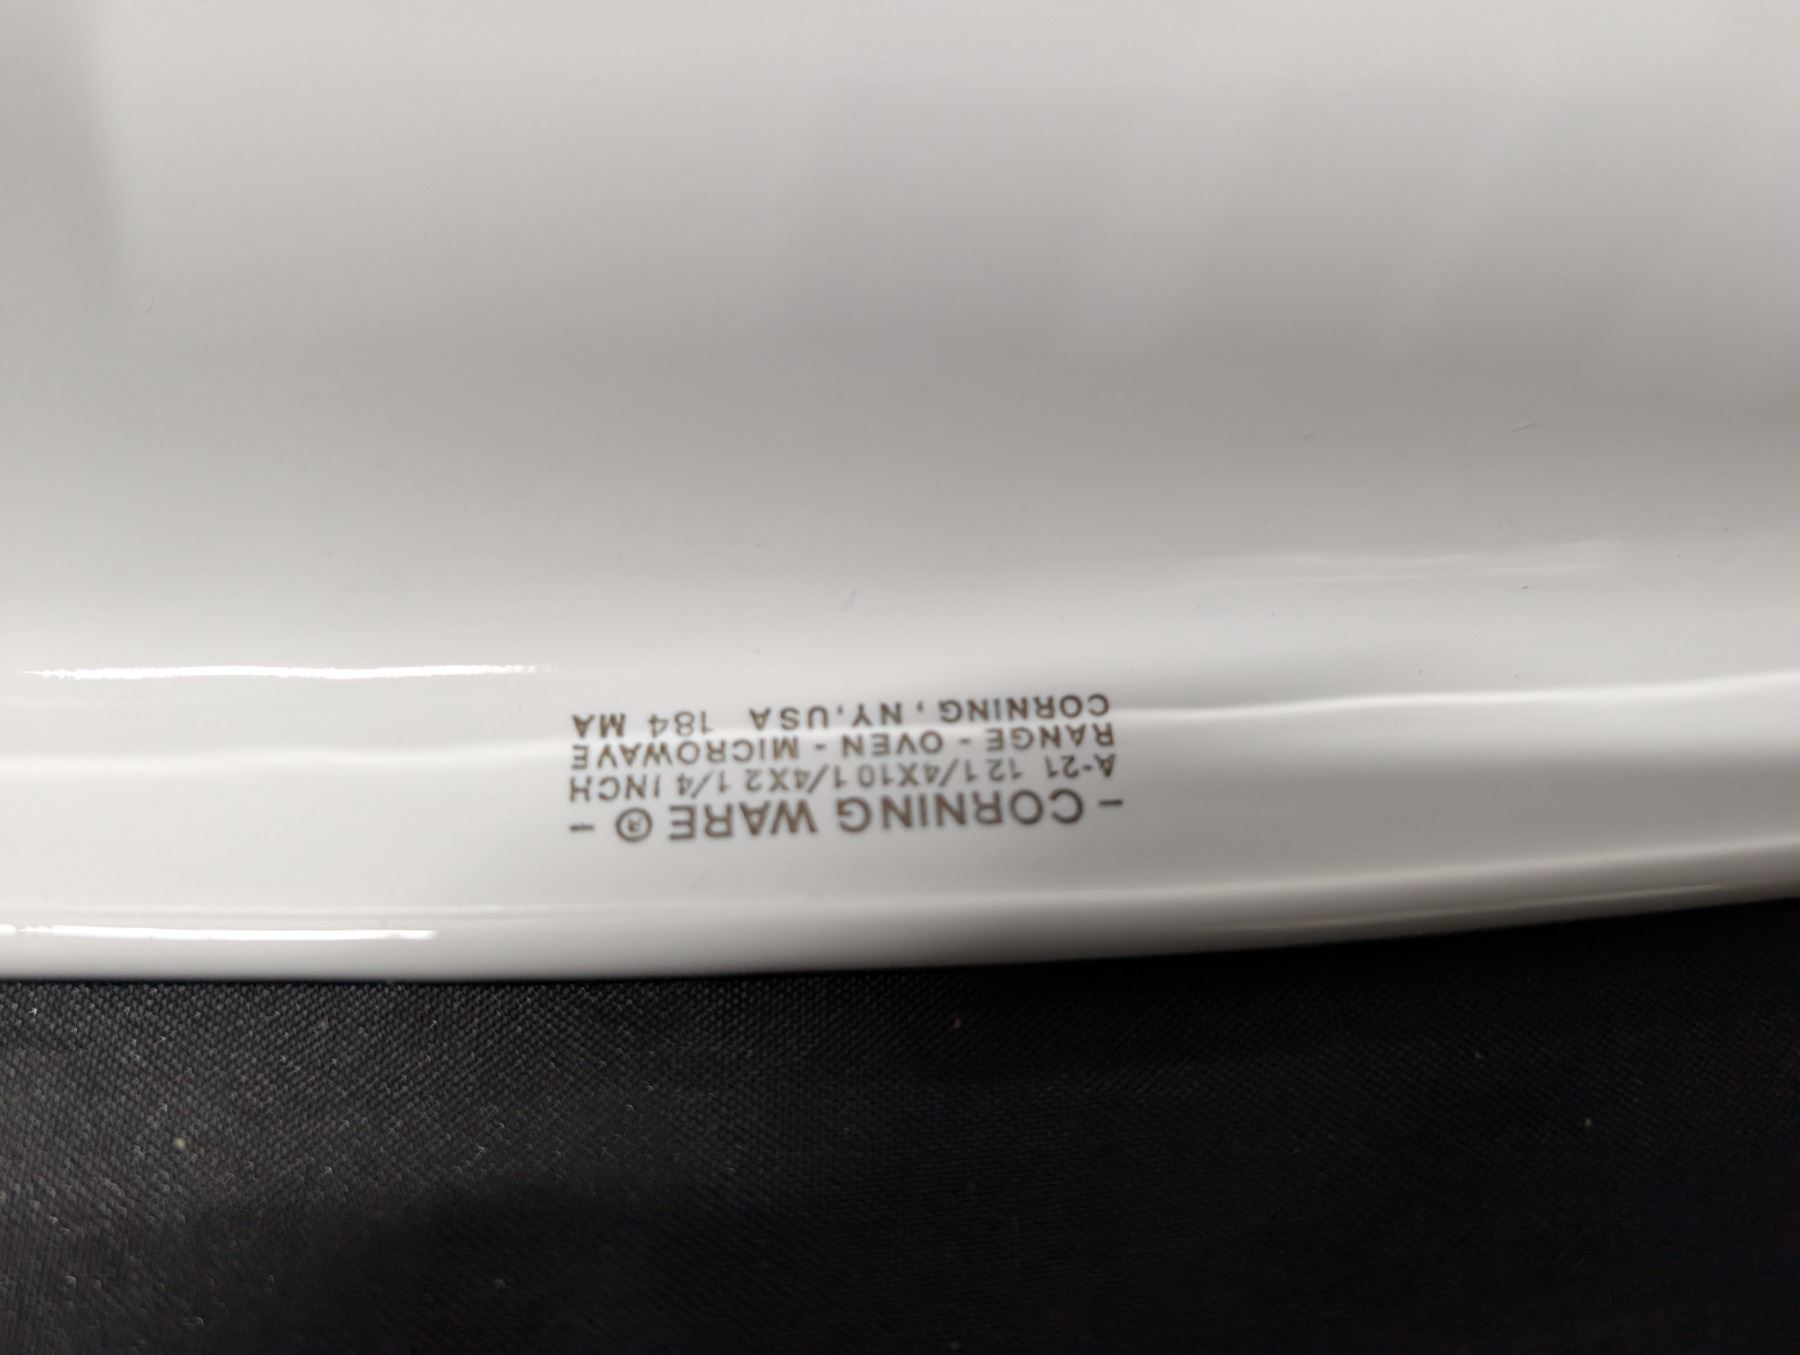 - CORNING WARE ® -
A-21 12 1/4X10 1/4X2 1/4 INCH
RANGE - OVEN - MICROWAVE
CORNING, NY, USA 184 MA